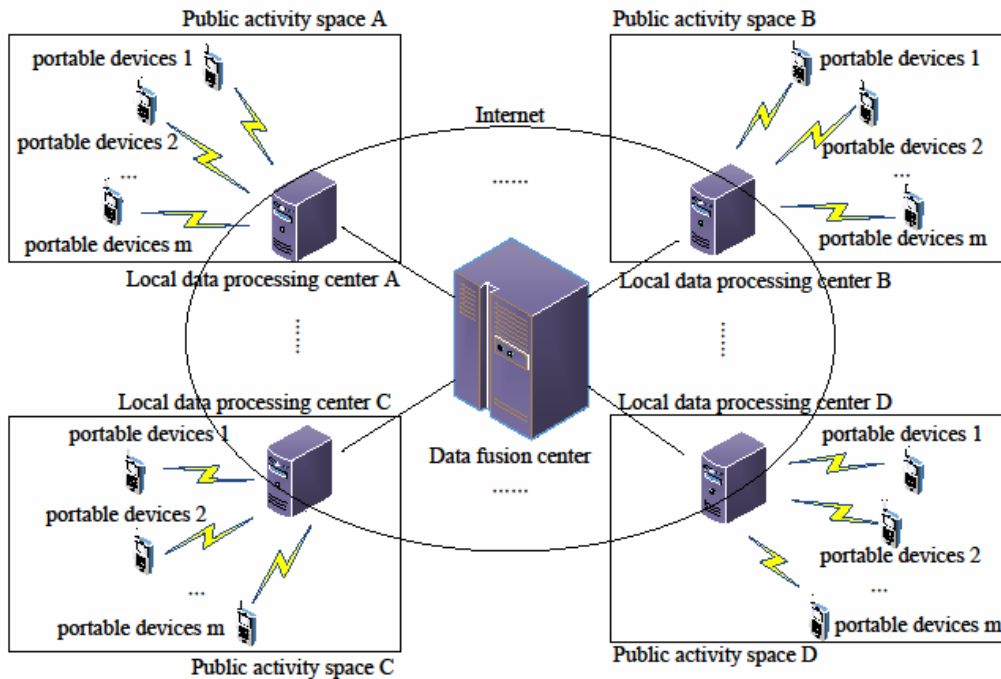 Public activity space A
portable devices 1
portable devices 2
...
portable devices m
Local data processing center A
Public activity space B
portable devices 1
portable devices 2
...
portable devices m
Local data processing center B
Internet
......
......
......
Data fusion center
......
Local data processing center C
portable devices 1
portable devices 2
...
portable devices m
Public activity space C
Local data processing center D
portable devices 1
portable devices 2
...
portable devices m
Public activity space D